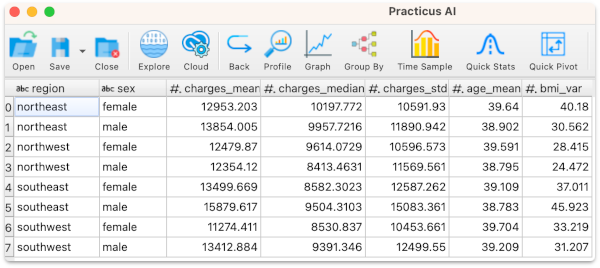 Practicus AI
Open Save Close Explore Cloud Back Profile Graph Group By Time Sample Quick Stats Quick Pivot
abc region abc sex #. charges_mean #. charges_median #. charges_std #. age_mean #. bmi_var
0 northeast female 12953.203 10197.772 10591.93 39.64 40.18
1 northeast male 13854.005 9957.7216 11890.942 38.902 30.562
2 northwest female 12479.87 9614.0729 10596.573 39.591 28.415
3 northwest male 12354.12 8413.4631 11569.561 38.795 24.472
4 southeast female 13499.669 8582.3023 12587.262 39.109 37.011
5 southeast male 15879.617 9504.3103 15083.361 38.783 45.923
6 southwest female 11274.411 8530.837 10453.661 39.704 33.219
7 southwest male 13412.884 9391.346 12499.55 39.209 31.207